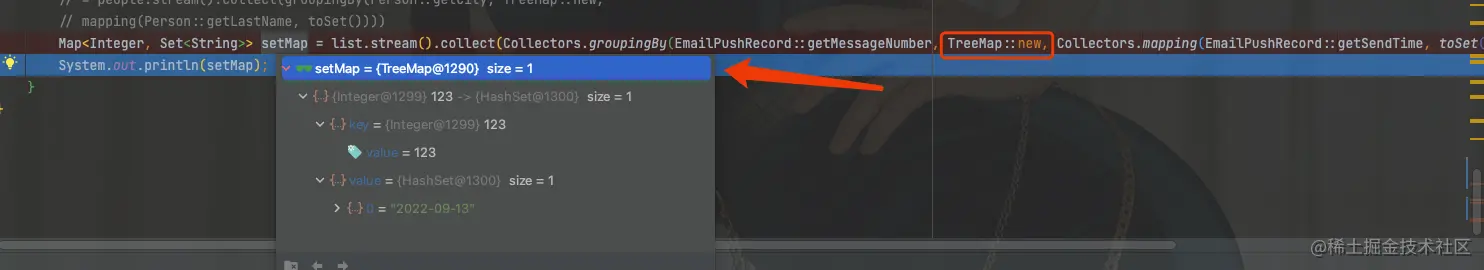 // = people.stream().collect(groupingBy(Person::getCity, TreeMap::new,
// mapping(Person::getLastName, toSet())))
Map<Integer, Set<String>> setMap = list.stream().collect(Collectors.groupingBy(EmailPushRecord::getMessageNumber, TreeMap::new, Collectors.mapping(EmailPushRecord::getSendTime, toSet(
System.out.println(setMap);
}
setMap = {TreeMap@1290} size = 1
{Integer@1299} 123 -> {HashSet@1300} size = 1
key = {Integer@1299} 123
value = 123
value = {HashSet@1300} size = 1
0 = "2022-09-13"
@稀土掘金技术社区